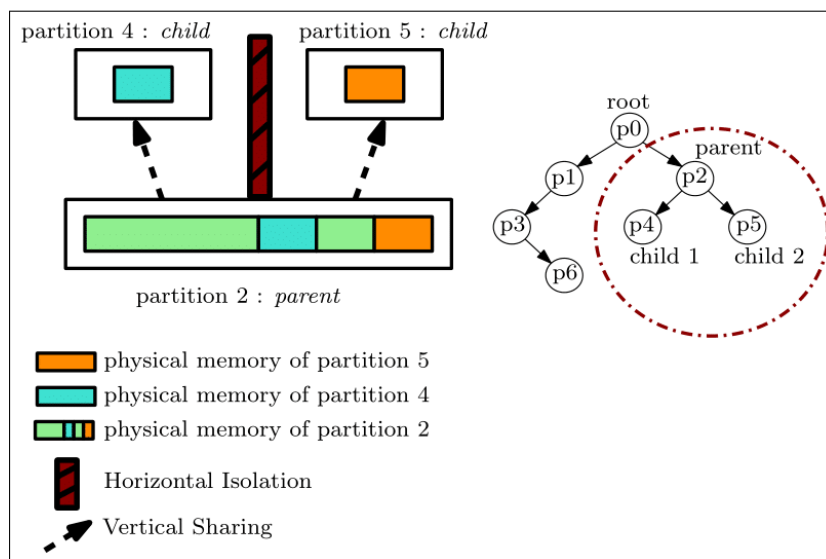 partition 4 : child
partition 5 : child
partition 2 : parent
root
p0
parent
p1
p2
p3
p4
p5
child 1
child 2
p6
physical memory of partition 5
physical memory of partition 4
physical memory of partition 2
Horizontal Isolation
Vertical Sharing